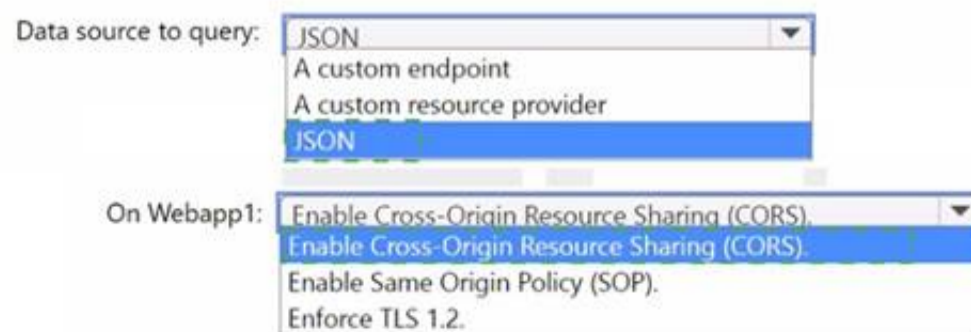 Data source to query: JSON
A custom endpoint
A custom resource provider
JSON
On Webapp1: Enable Cross-Origin Resource Sharing (CORS).
Enable Cross-Origin Resource Sharing (CORS).
Enable Same Origin Policy (SOP).
Enforce TLS 1.2.